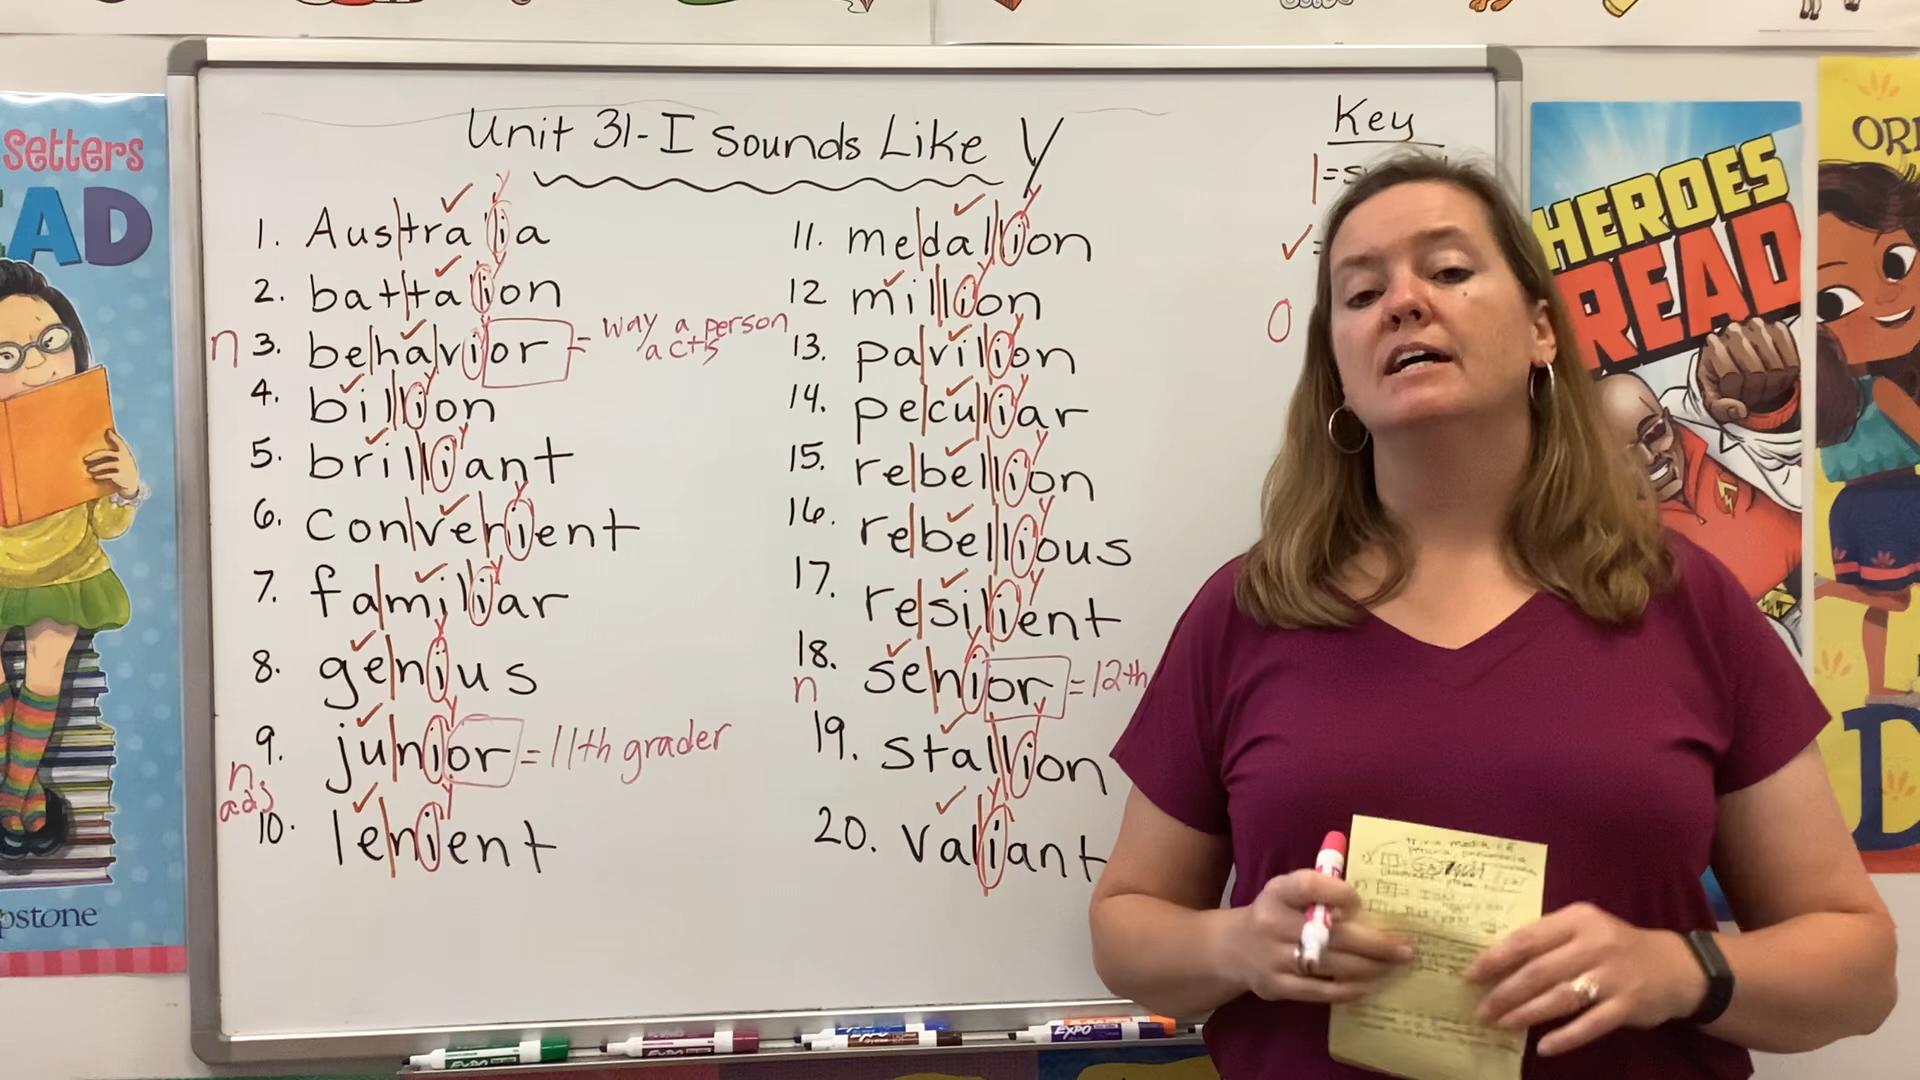 Unit 31-I Sounds Like Y
Key
1. Australia
2. battalion
n 3. behavior = way a person acts
4. billion
5. brilliant
6. convenient
7. familiar
8. genius
9. junior = 11th grader
n
adj
10. lenient
11. medallion
12 million
13. pavilion
14. peculiar
15. rebellion
16. rebellious
17. resilient
n 18. senior = 12th
19. stallion
20. valiant
Setters
AD
pstone
HEROES
READ
ORI
D
EXPO
EXPO